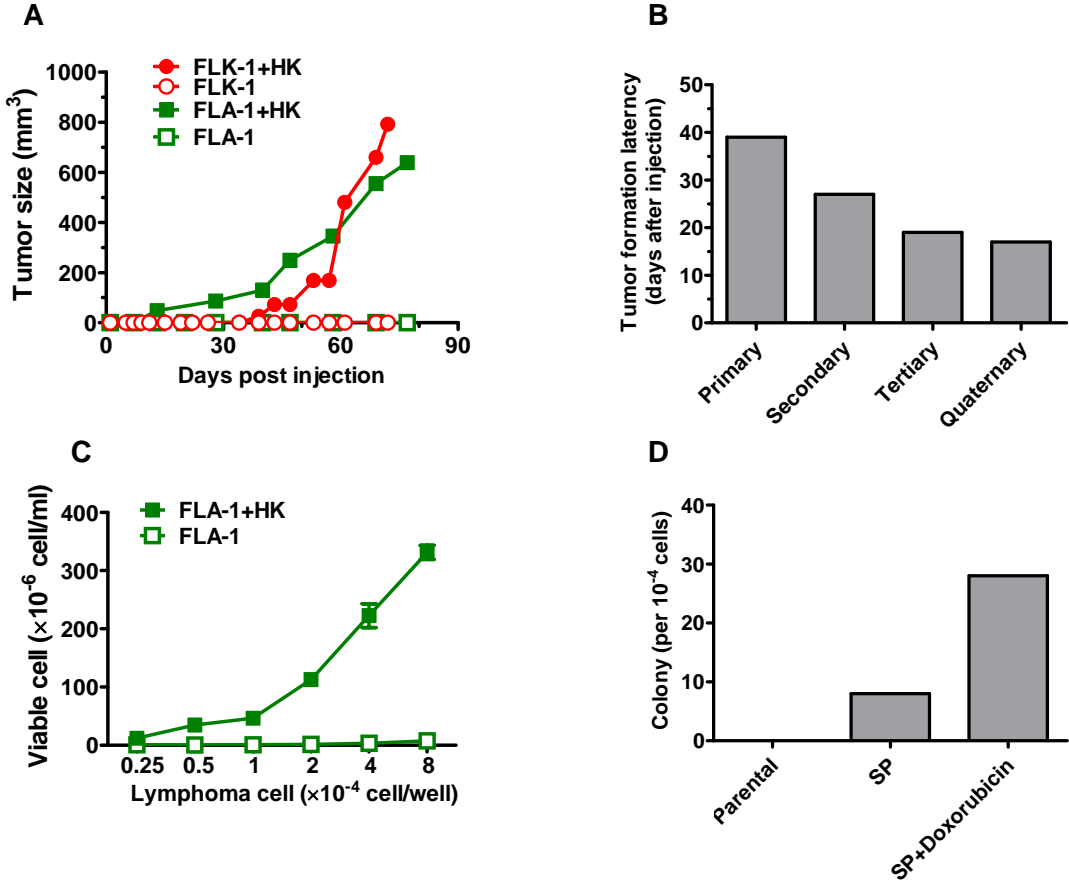 A
FLK-1+HK
FLK-1
FLA-1+HK
FLA-1
Tumor size (mm³)
1000
800
600
400
200
0
0 30 60 90
Days post injection
B
Tumor formation laterncy
(days after injection)
50
40
30
20
10
0
Primary
Secondary
Tertiary
Quaternary
C
FLA-1+HK
FLA-1
Viable cell (×10⁻⁶ cell/ml)
400
300
200
100
0
0.25 0.5 1 2 4 8
Lymphoma cell (×10⁻⁴ cell/well)
D
Colony (per 10⁻⁴ cells)
40
30
20
10
0
Parental
SP
SP+Doxorubicin